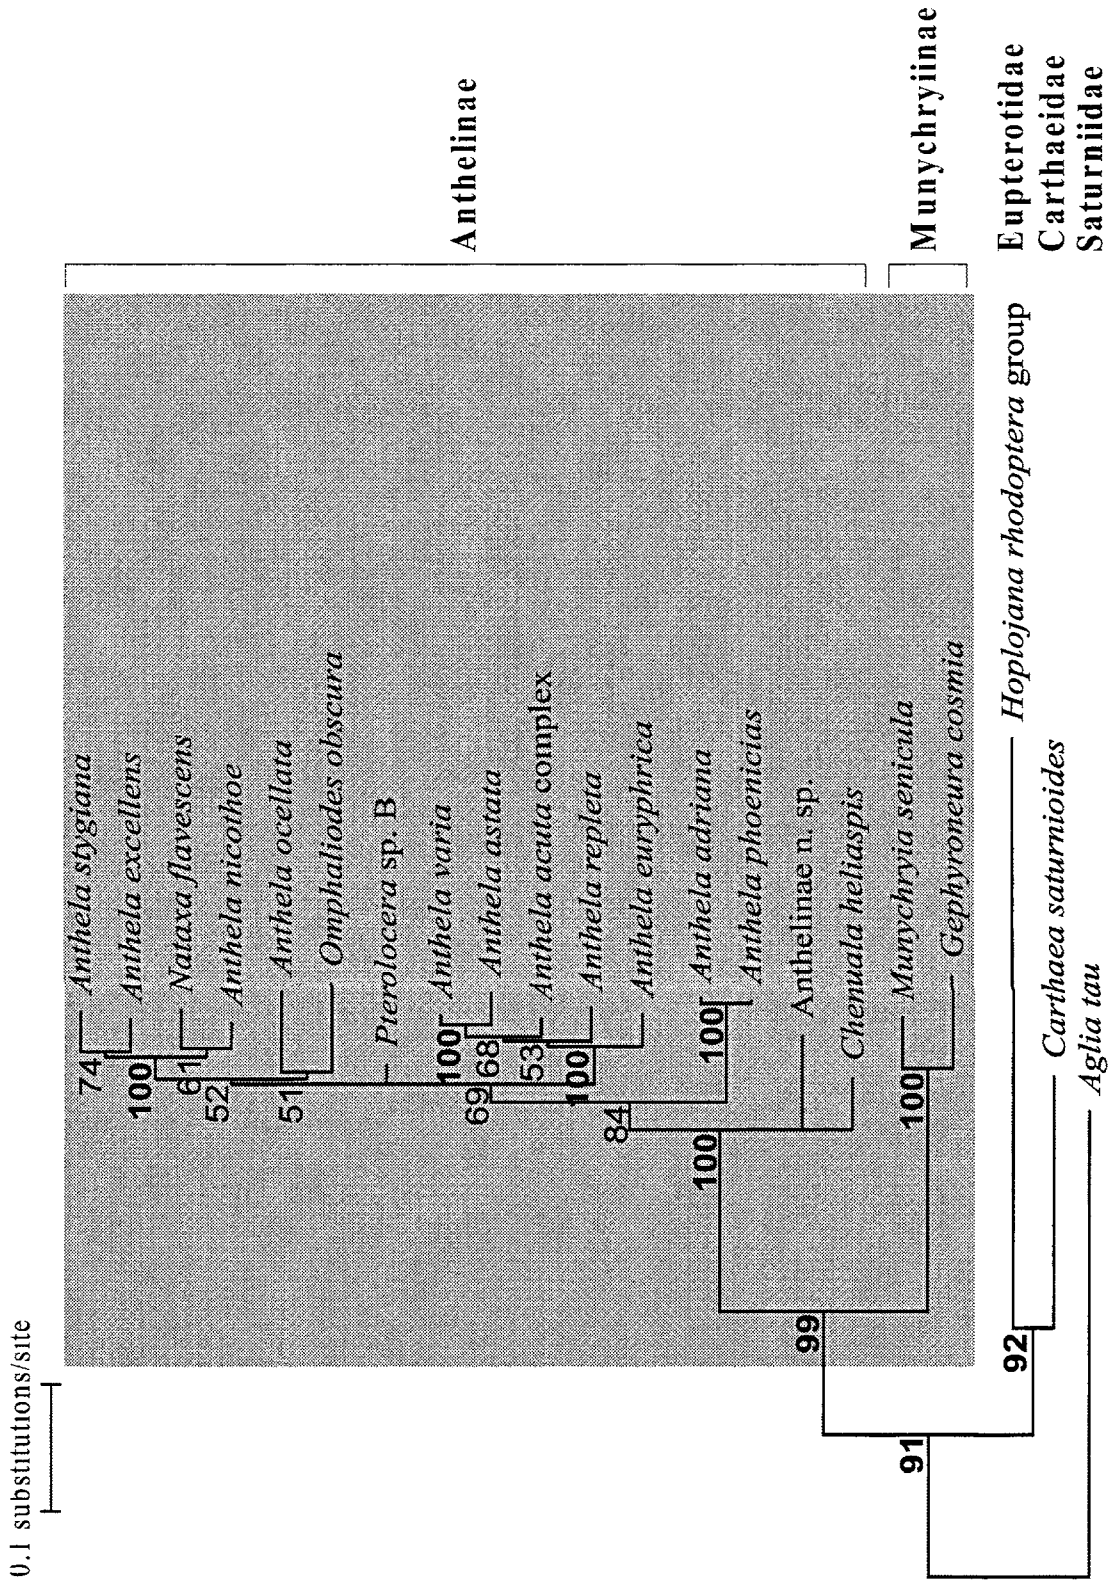 0.1 substitutions/site
Anthela stygiana
Anthela excellens
Nataxa flavescens
Anthela nicothoe
Anthela ocellata
Omphaliodes obscura
Pterolocera sp. B
Anthela varia
Anthela astata
Anthela acuta complex
Anthela repleta
Anthela euryphrica
Anthela adriana
Anthela phoenicias
Anthelinae n. sp.
Chenuala heliaspis
Munychryia senicula
Gephyroneura cosmia
Hoplojana rhodoptera group
Carthaea saturnioides
Aglia tau
74
100
61
52
51
100
68
53
100
69
100
84
100
100
99
92
91
Anthelinae
Munychryiinae
Eupterotidae
Carthaeidae
Saturniidae